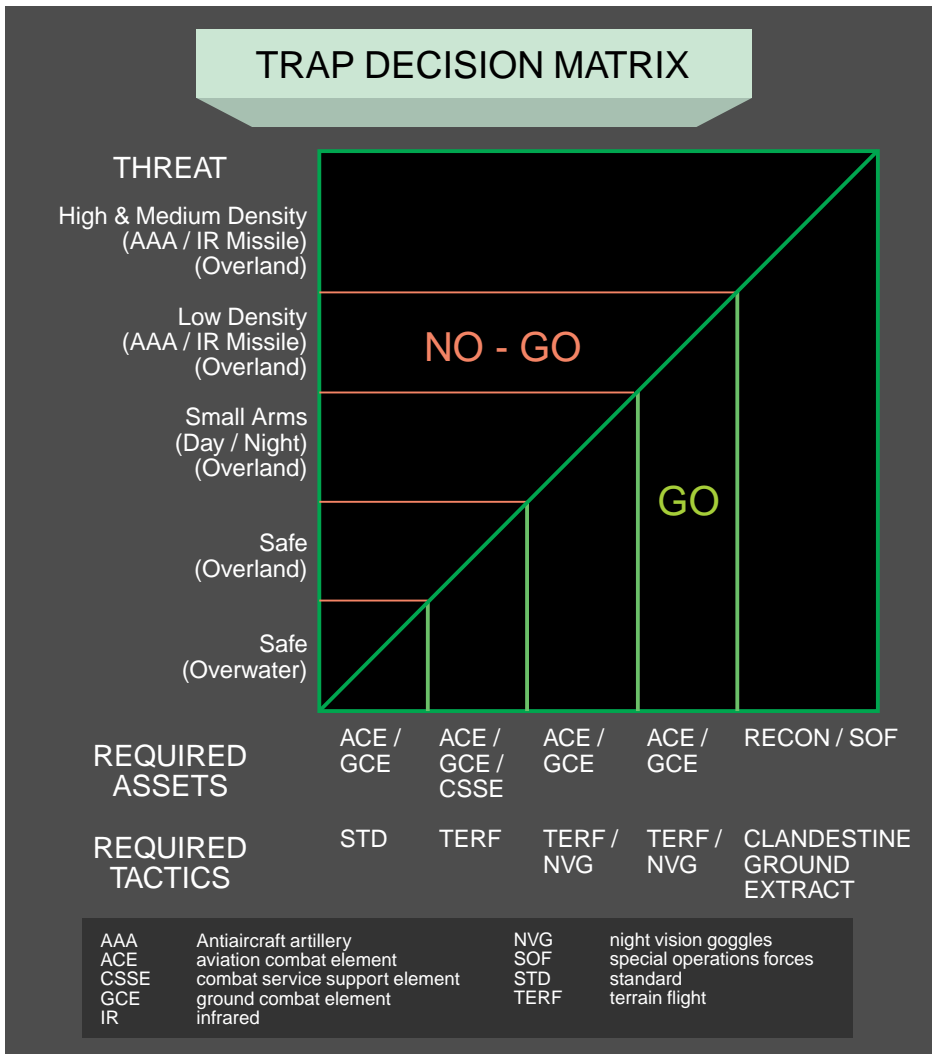 TRAP DECISION MATRIX
THREAT
High & Medium Density
(AAA / IR Missile)
(Overland)
Low Density
(AAA / IR Missile)
(Overland)
Small Arms
(Day / Night)
(Overland)
Safe
(Overland)
Safe
(Overwater)
NO - GO
GO
REQUIRED
ASSETS
ACE /
GCE
ACE /
GCE /
CSSE
ACE /
GCE
ACE /
GCE
RECON / SOF
REQUIRED
TACTICS
STD
TERF
TERF /
NVG
TERF /
NVG
CLANDESTINE
GROUND
EXTRACT
AAA Antiaircraft artillery
ACE aviation combat element
CSSE combat service support element
GCE ground combat element
IR infrared
NVG night vision goggles
SOF special operations forces
STD standard
TERF terrain flight